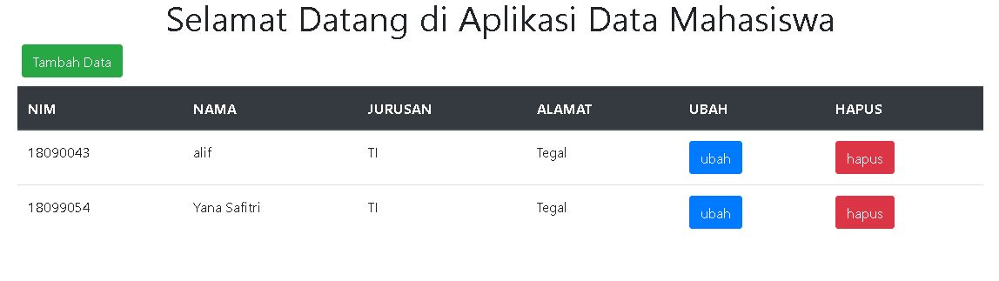 Selamat Datang di Aplikasi Data Mahasiswa
Tambah Data
NIM NAMA JURUSAN ALAMAT UBAH HAPUS
18090043 alif TI Tegal ubah hapus
18099054 Yana Safitri TI Tegal ubah hapus